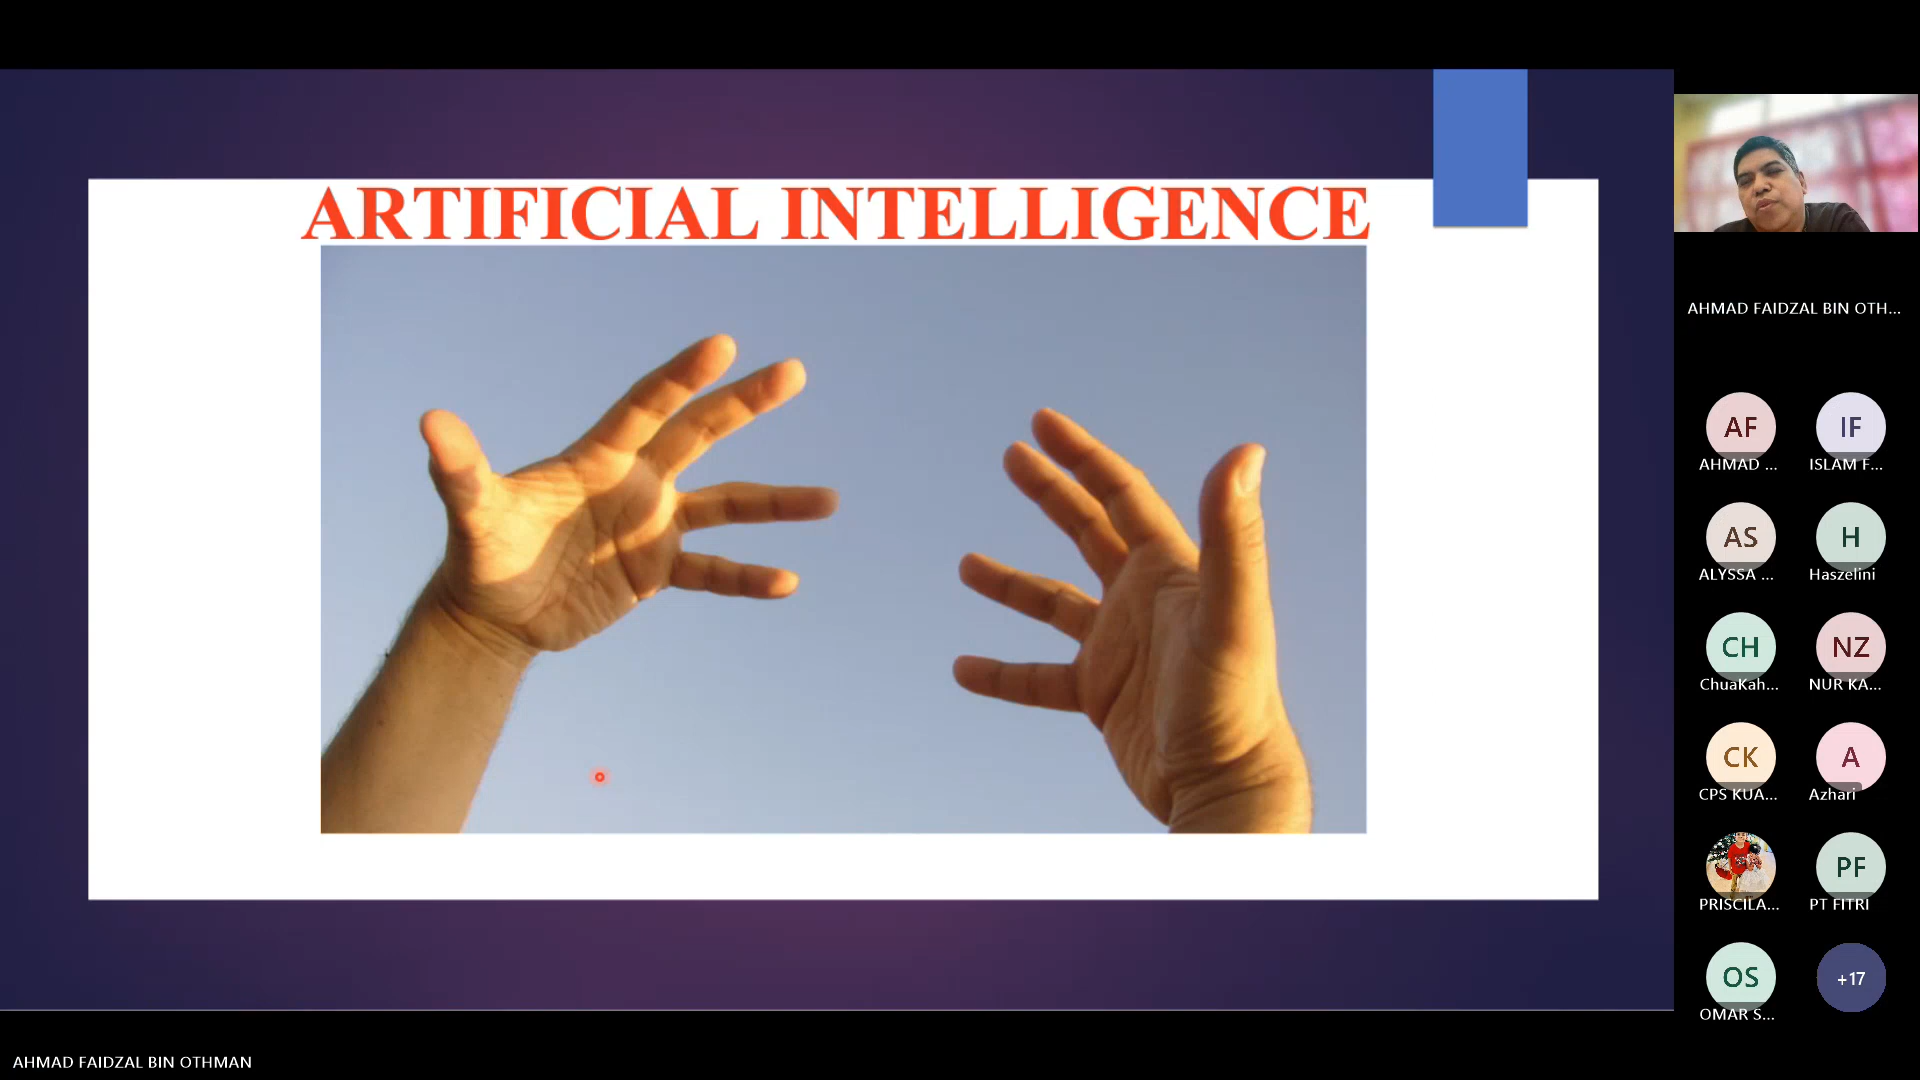 ARTIFICIAL INTELLIGENCE
AHMAD FAIDZAL BIN OTH...
AF
IF
AHMAD ...
ISLAM F...
AS
H
ALYSSA ...
Haszelini
CH
NZ
ChuaKah...
NUR KA...
CK
A
CPS KUA...
Azhari
PF
PRISCILA...
PT FITRI
OS
+17
OMAR S...
AHMAD FAIDZAL BIN OTHMAN